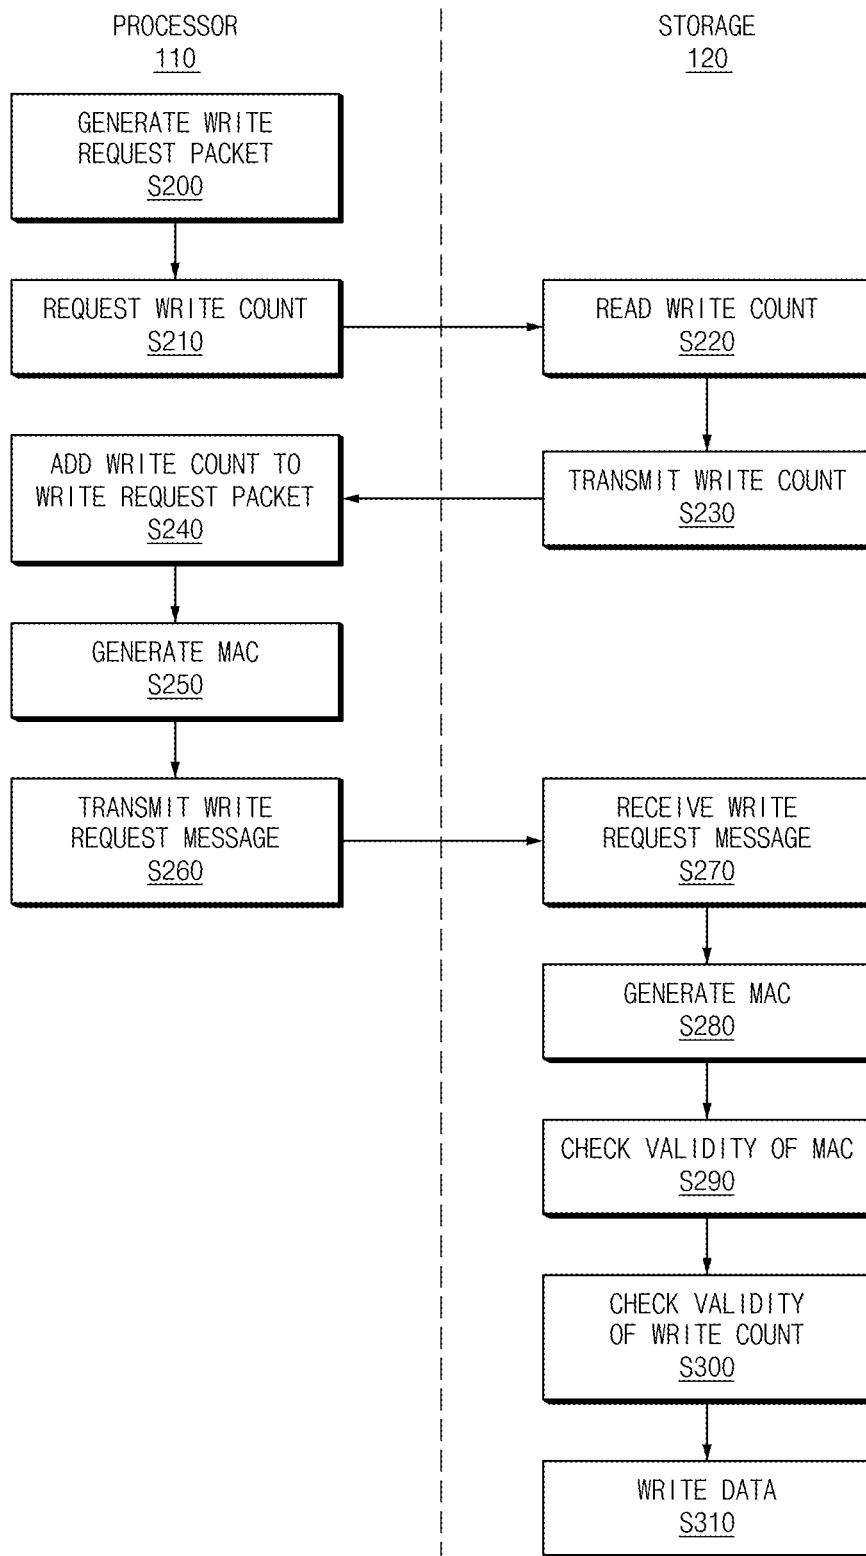 PROCESSOR
110
STORAGE
120
GENERATE WRITE
REQUEST PACKET
S200
REQUEST WRITE COUNT
S210
READ WRITE COUNT
S220
ADD WRITE COUNT TO
WRITE REQUEST PACKET
S240
TRANSMIT WRITE COUNT
S230
GENERATE MAC
S250
TRANSMIT WRITE
REQUEST MESSAGE
S260
RECEIVE WRITE
REQUEST MESSAGE
S270
GENERATE MAC
S280
CHECK VALIDITY OF MAC
S290
CHECK VALIDITY
OF WRITE COUNT
S300
WRITE DATA
S310